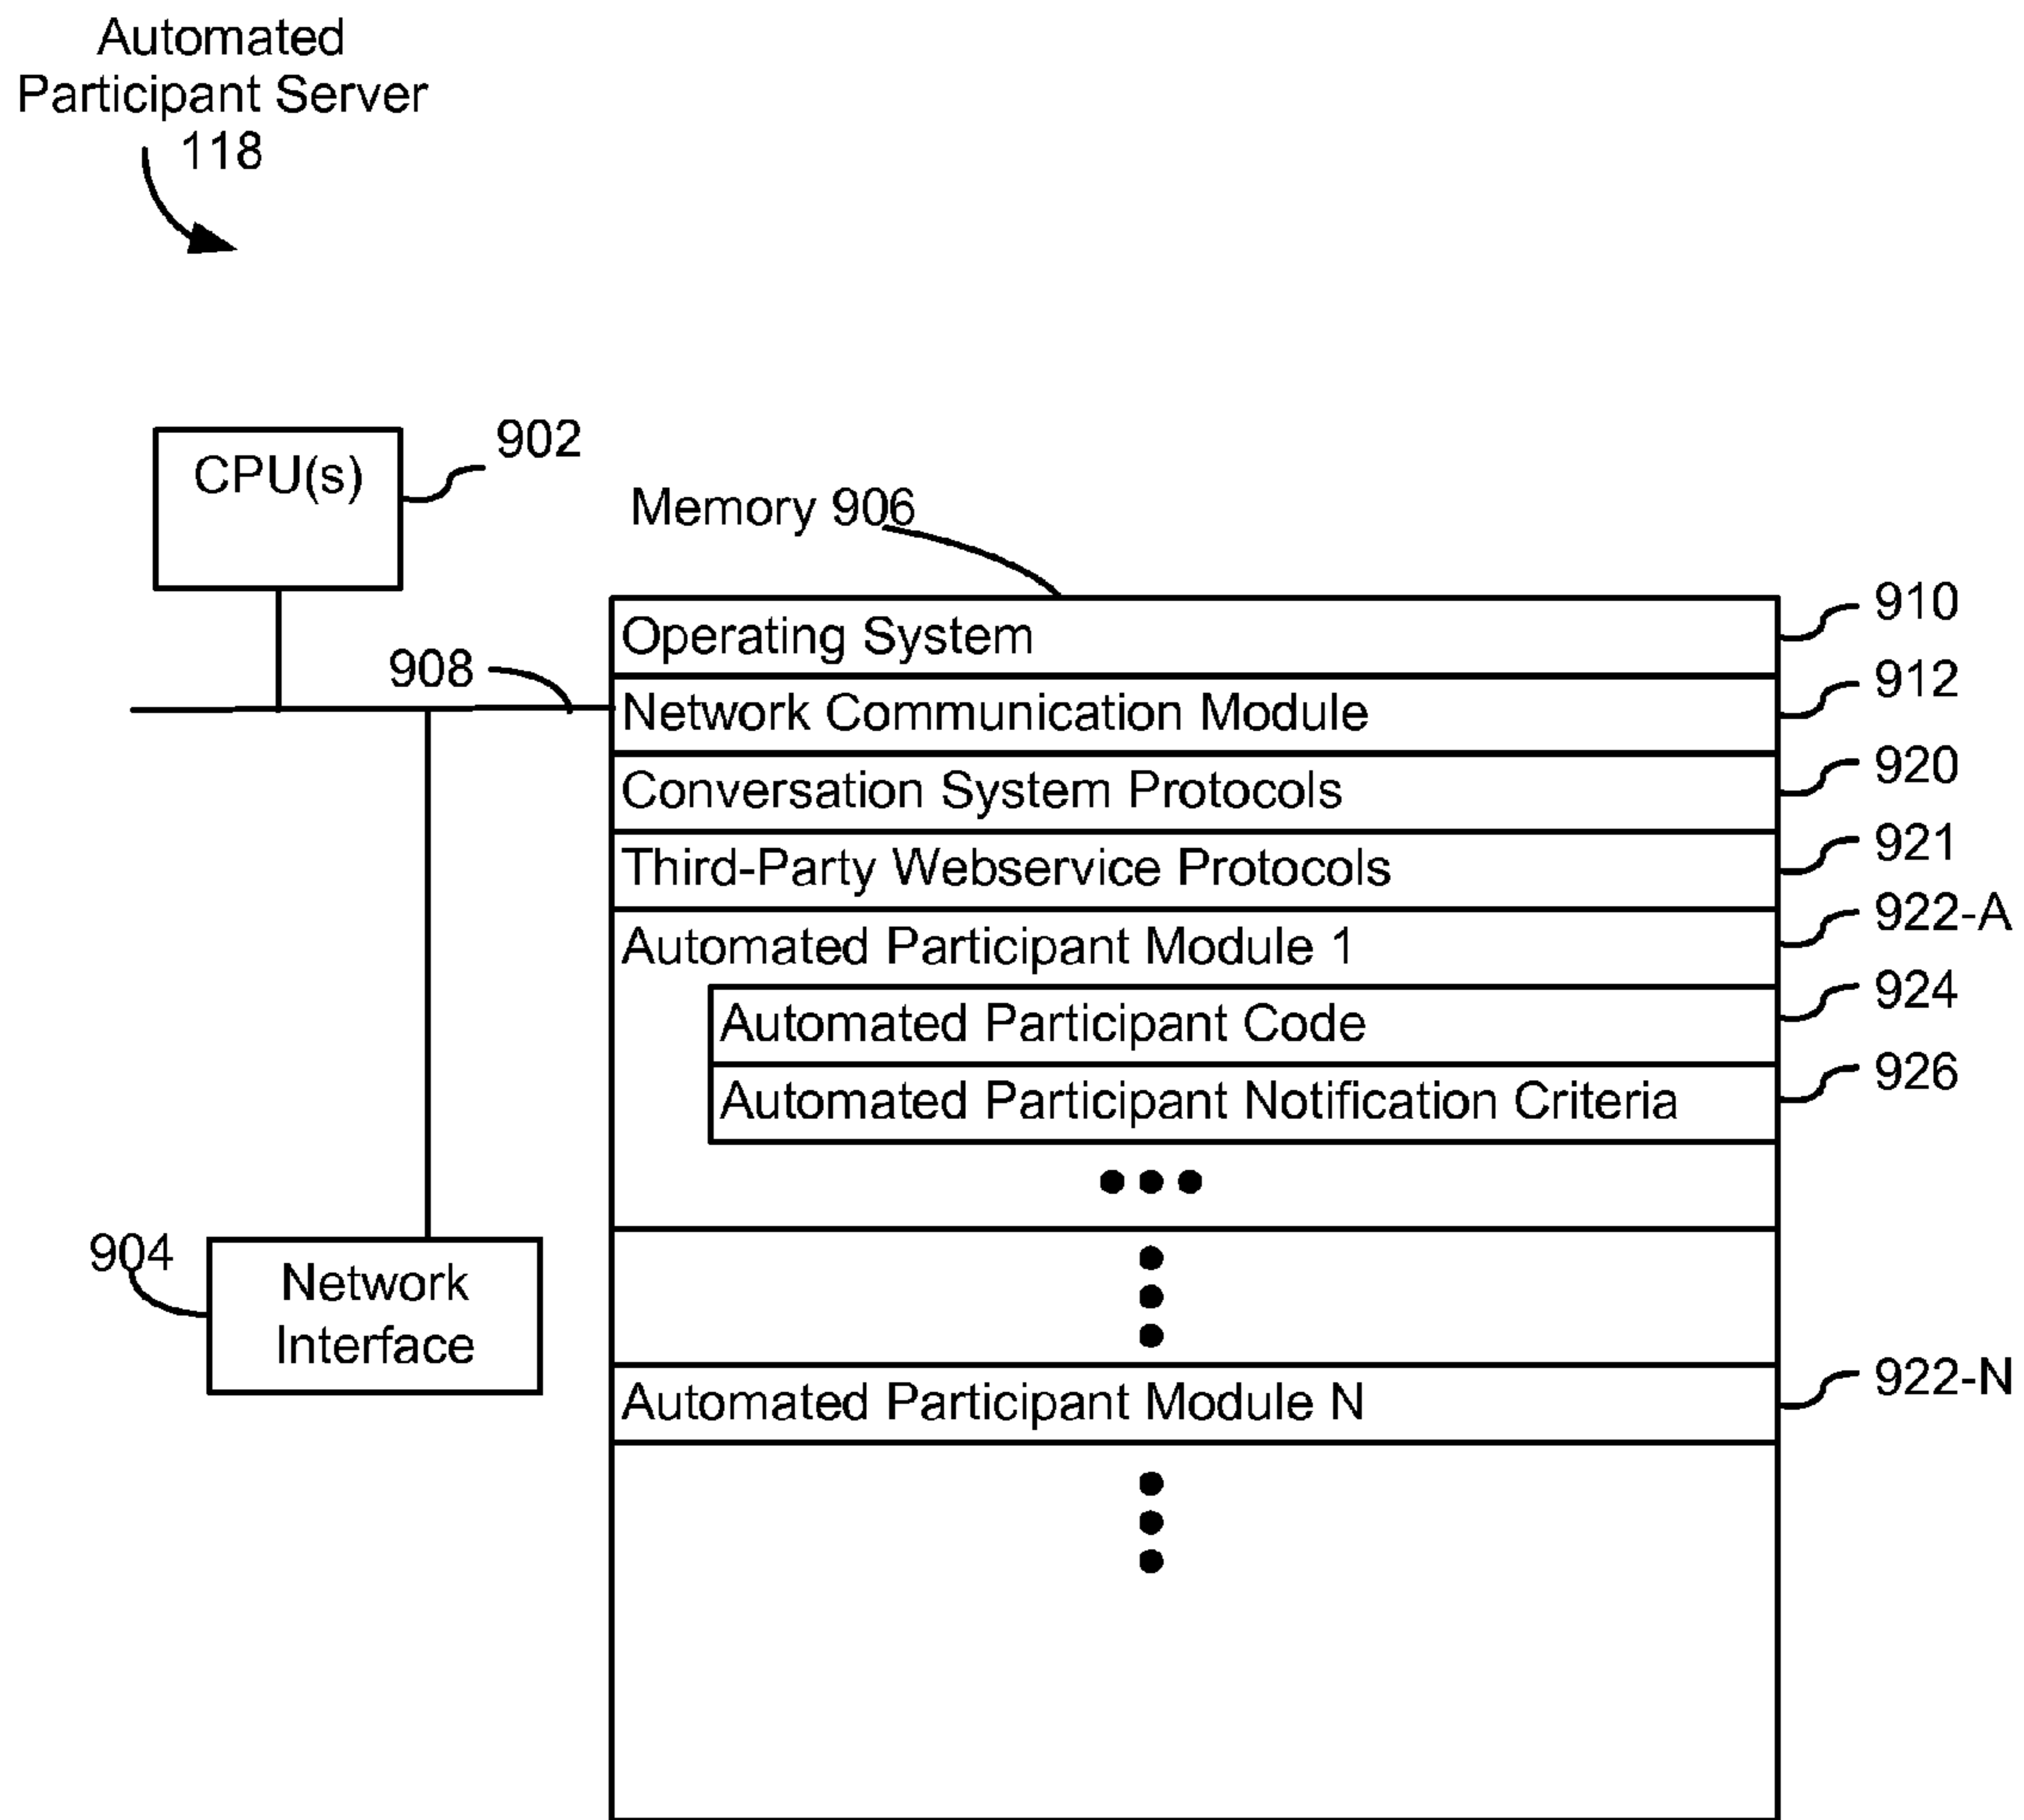 Automated
Participant Server
118
CPU(s)
902
Memory 906
908
Operating System
910
Network Communication Module
912
Conversation System Protocols
920
Third-Party Webservice Protocols
921
Automated Participant Module 1
922-A
Automated Participant Code
924
Automated Participant Notification Criteria
926
904
Network
Interface
Automated Participant Module N
922-N